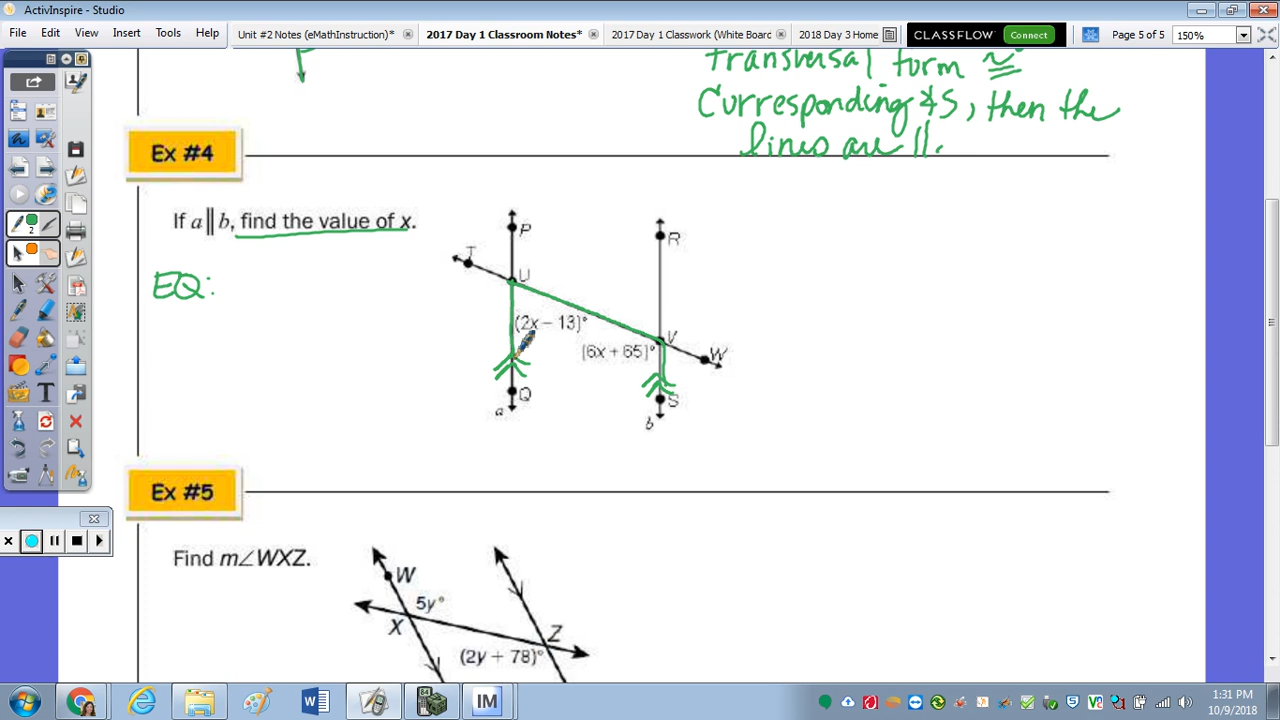 ActivInspire - Studio
File Edit View Insert Tools Help
Unit #2 Notes (eMathInstruction)*
2017 Day 1 Classroom Notes*
2017 Day 1 Classwork (White Boarc
2018 Day 3 Home
CLASSFLOW Connect
Page 5 of 5
150%
transversal form ≅
Corresponding ∡S, then the
lines are ||.
Ex #4
If a ∥ b, find the value of x.
EQ:
P
R
T
U
(2x – 13)°
V
(6x + 65)°
W
Q
S
a
b
Ex #5
Find m∠WXZ.
W
5y°
X
Z
(2y + 78)°
2
T
IM
1:31 PM
10/9/2018